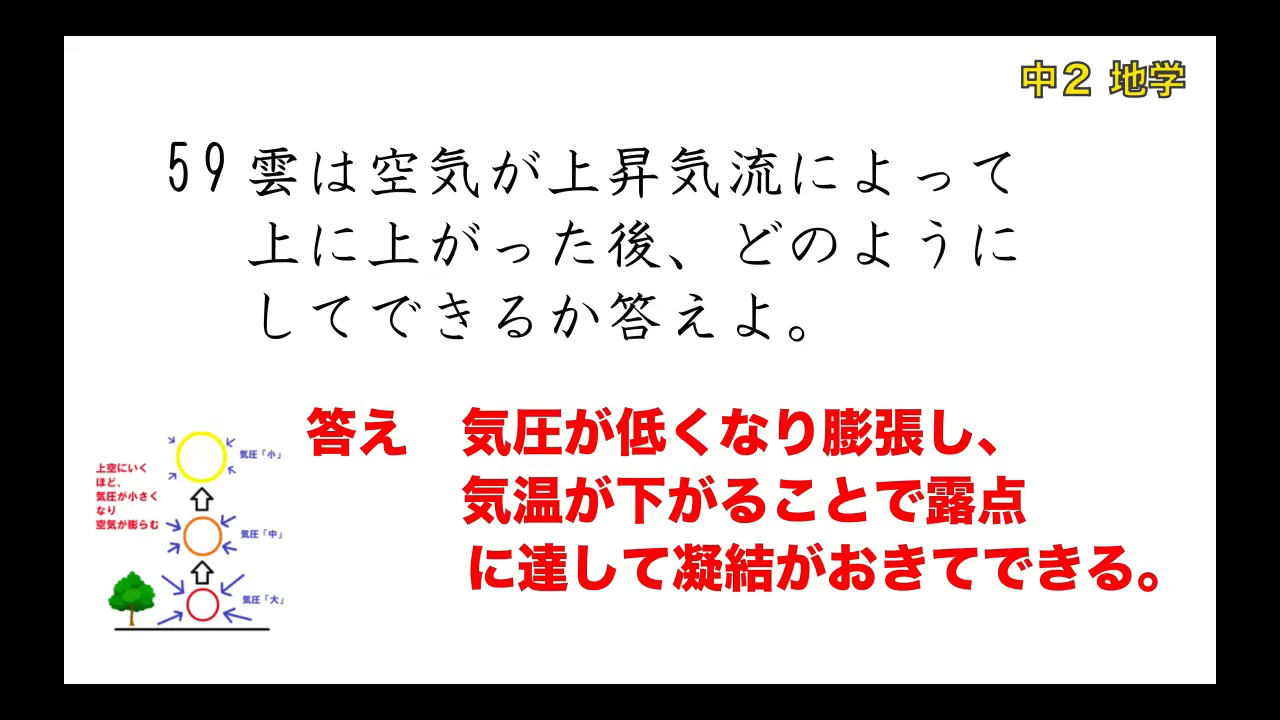 中２ 地学
59雲は空気が上昇気流によって
上に上がった後、どのように
してできるか答えよ。
答え　気圧が低くなり膨張し、
気温が下がることで露点
に達して凝結がおきてできる。
上空にいく
ほど、
気圧が小さく
なり
空気が膨らむ
気圧「小」
気圧「中」
気圧「大」